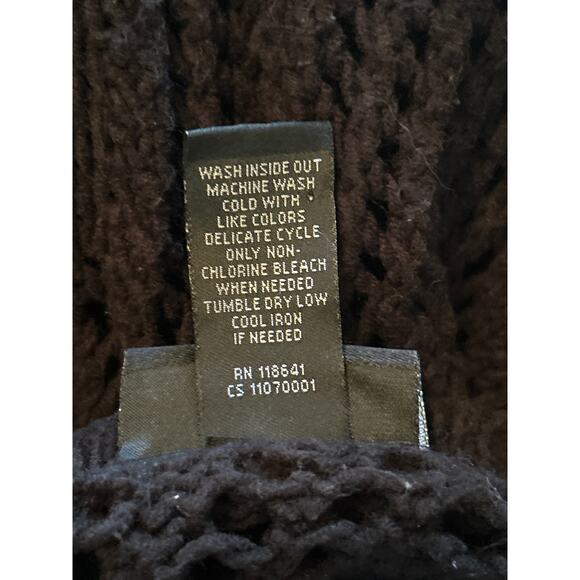 WASH INSIDE OUT
MACHINE WASH
COLD WITH
LIKE COLORS
DELICATE CYCLE
ONLY NON-
CHLORINE BLEACH
WHEN NEEDED
TUMBLE DRY LOW
COOL IRON
IF NEEDED
RN 118641
CS 11070001